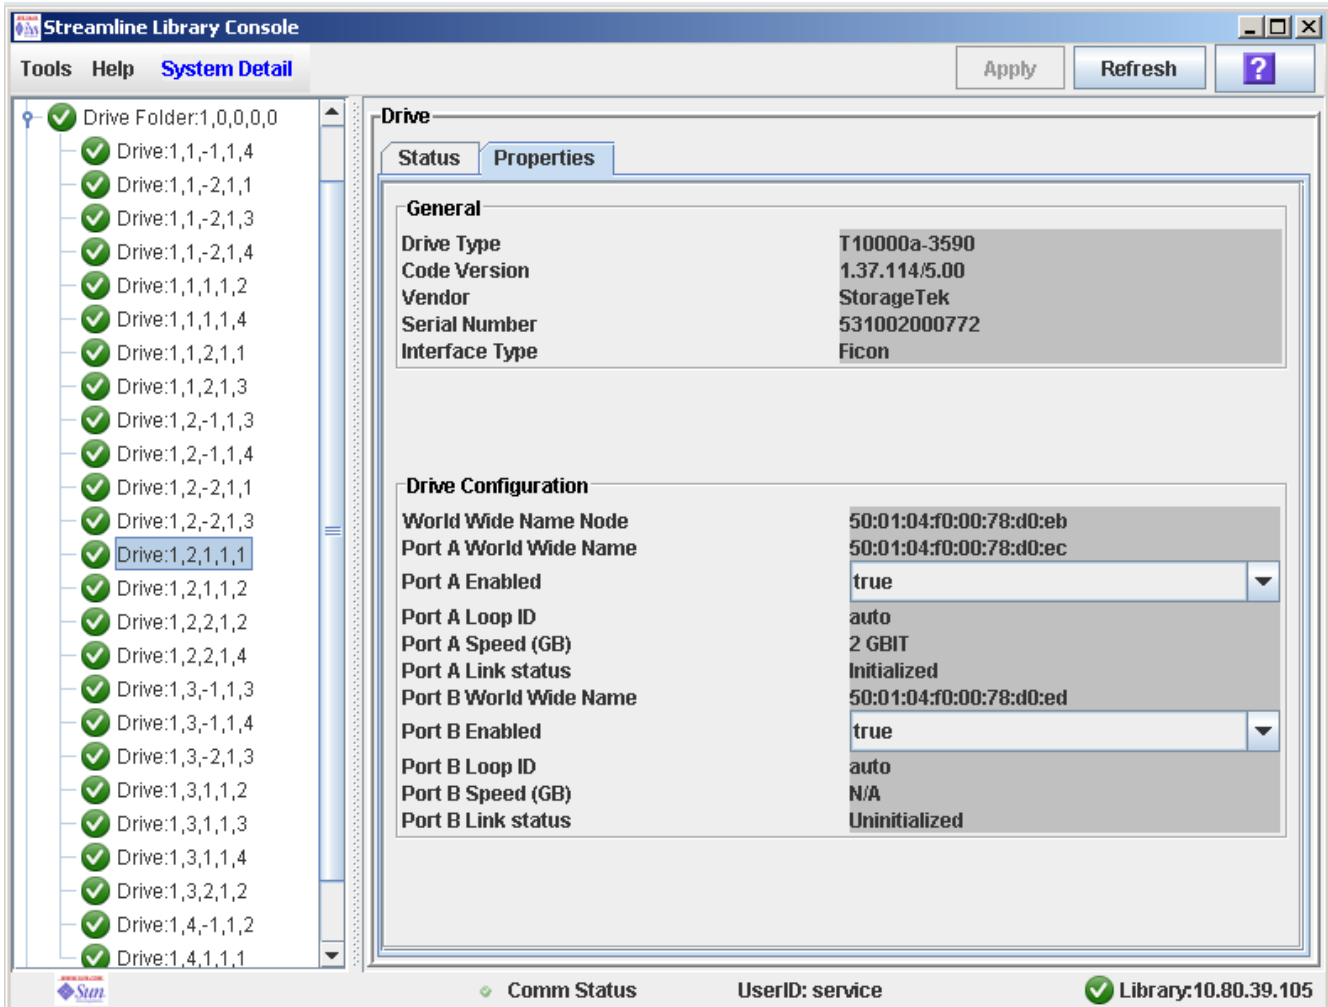 Streamline Library Console
Tools Help System Detail Apply Refresh ?
Drive Folder:1,0,0,0,0
Drive:1,1,-1,1,4
Drive:1,1,-2,1,1
Drive:1,1,-2,1,3
Drive:1,1,-2,1,4
Drive:1,1,1,1,2
Drive:1,1,1,1,4
Drive:1,1,2,1,1
Drive:1,1,2,1,3
Drive:1,2,-1,1,3
Drive:1,2,-1,1,4
Drive:1,2,-2,1,1
Drive:1,2,-2,1,3
Drive:1,2,1,1,1
Drive:1,2,1,1,2
Drive:1,2,2,1,2
Drive:1,2,2,1,4
Drive:1,3,-1,1,3
Drive:1,3,-1,1,4
Drive:1,3,-2,1,3
Drive:1,3,1,1,2
Drive:1,3,1,1,3
Drive:1,3,1,1,4
Drive:1,3,2,1,2
Drive:1,4,-1,1,2
Drive:1,4,1,1,1
Drive
Status Properties
General
Drive Type T10000a-3590
Code Version 1.37.114/5.00
Vendor StorageTek
Serial Number 531002000772
Interface Type Ficon
Drive Configuration
World Wide Name Node 50:01:04:f0:00:78:d0:eb
Port A World Wide Name 50:01:04:f0:00:78:d0:ec
Port A Enabled true
Port A Loop ID auto
Port A Speed (GB) 2 GBIT
Port A Link status Initialized
Port B World Wide Name 50:01:04:f0:00:78:d0:ed
Port B Enabled true
Port B Loop ID auto
Port B Speed (GB) N/A
Port B Link status Uninitialized
Sun Comm Status UserID: service Library:10.80.39.105